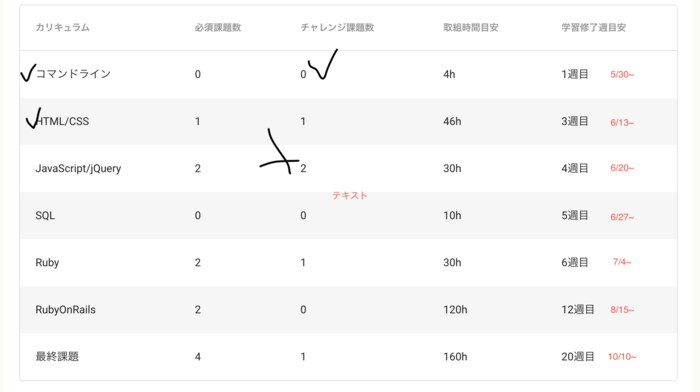 カリキュラム 必須課題数 チャレンジ課題数 取組時間目安 学習修了週目安
コマンドライン 0 0 4h 1週目 5/30~
HTML/CSS 1 1 46h 3週目 6/13~
JavaScript/jQuery 2 2 30h 4週目 6/20~
テキスト
SQL 0 0 10h 5週目 6/27~
Ruby 2 1 30h 6週目 7/4~
RubyOnRails 2 0 120h 12週目 8/15~
最終課題 4 1 160h 20週目 10/10~